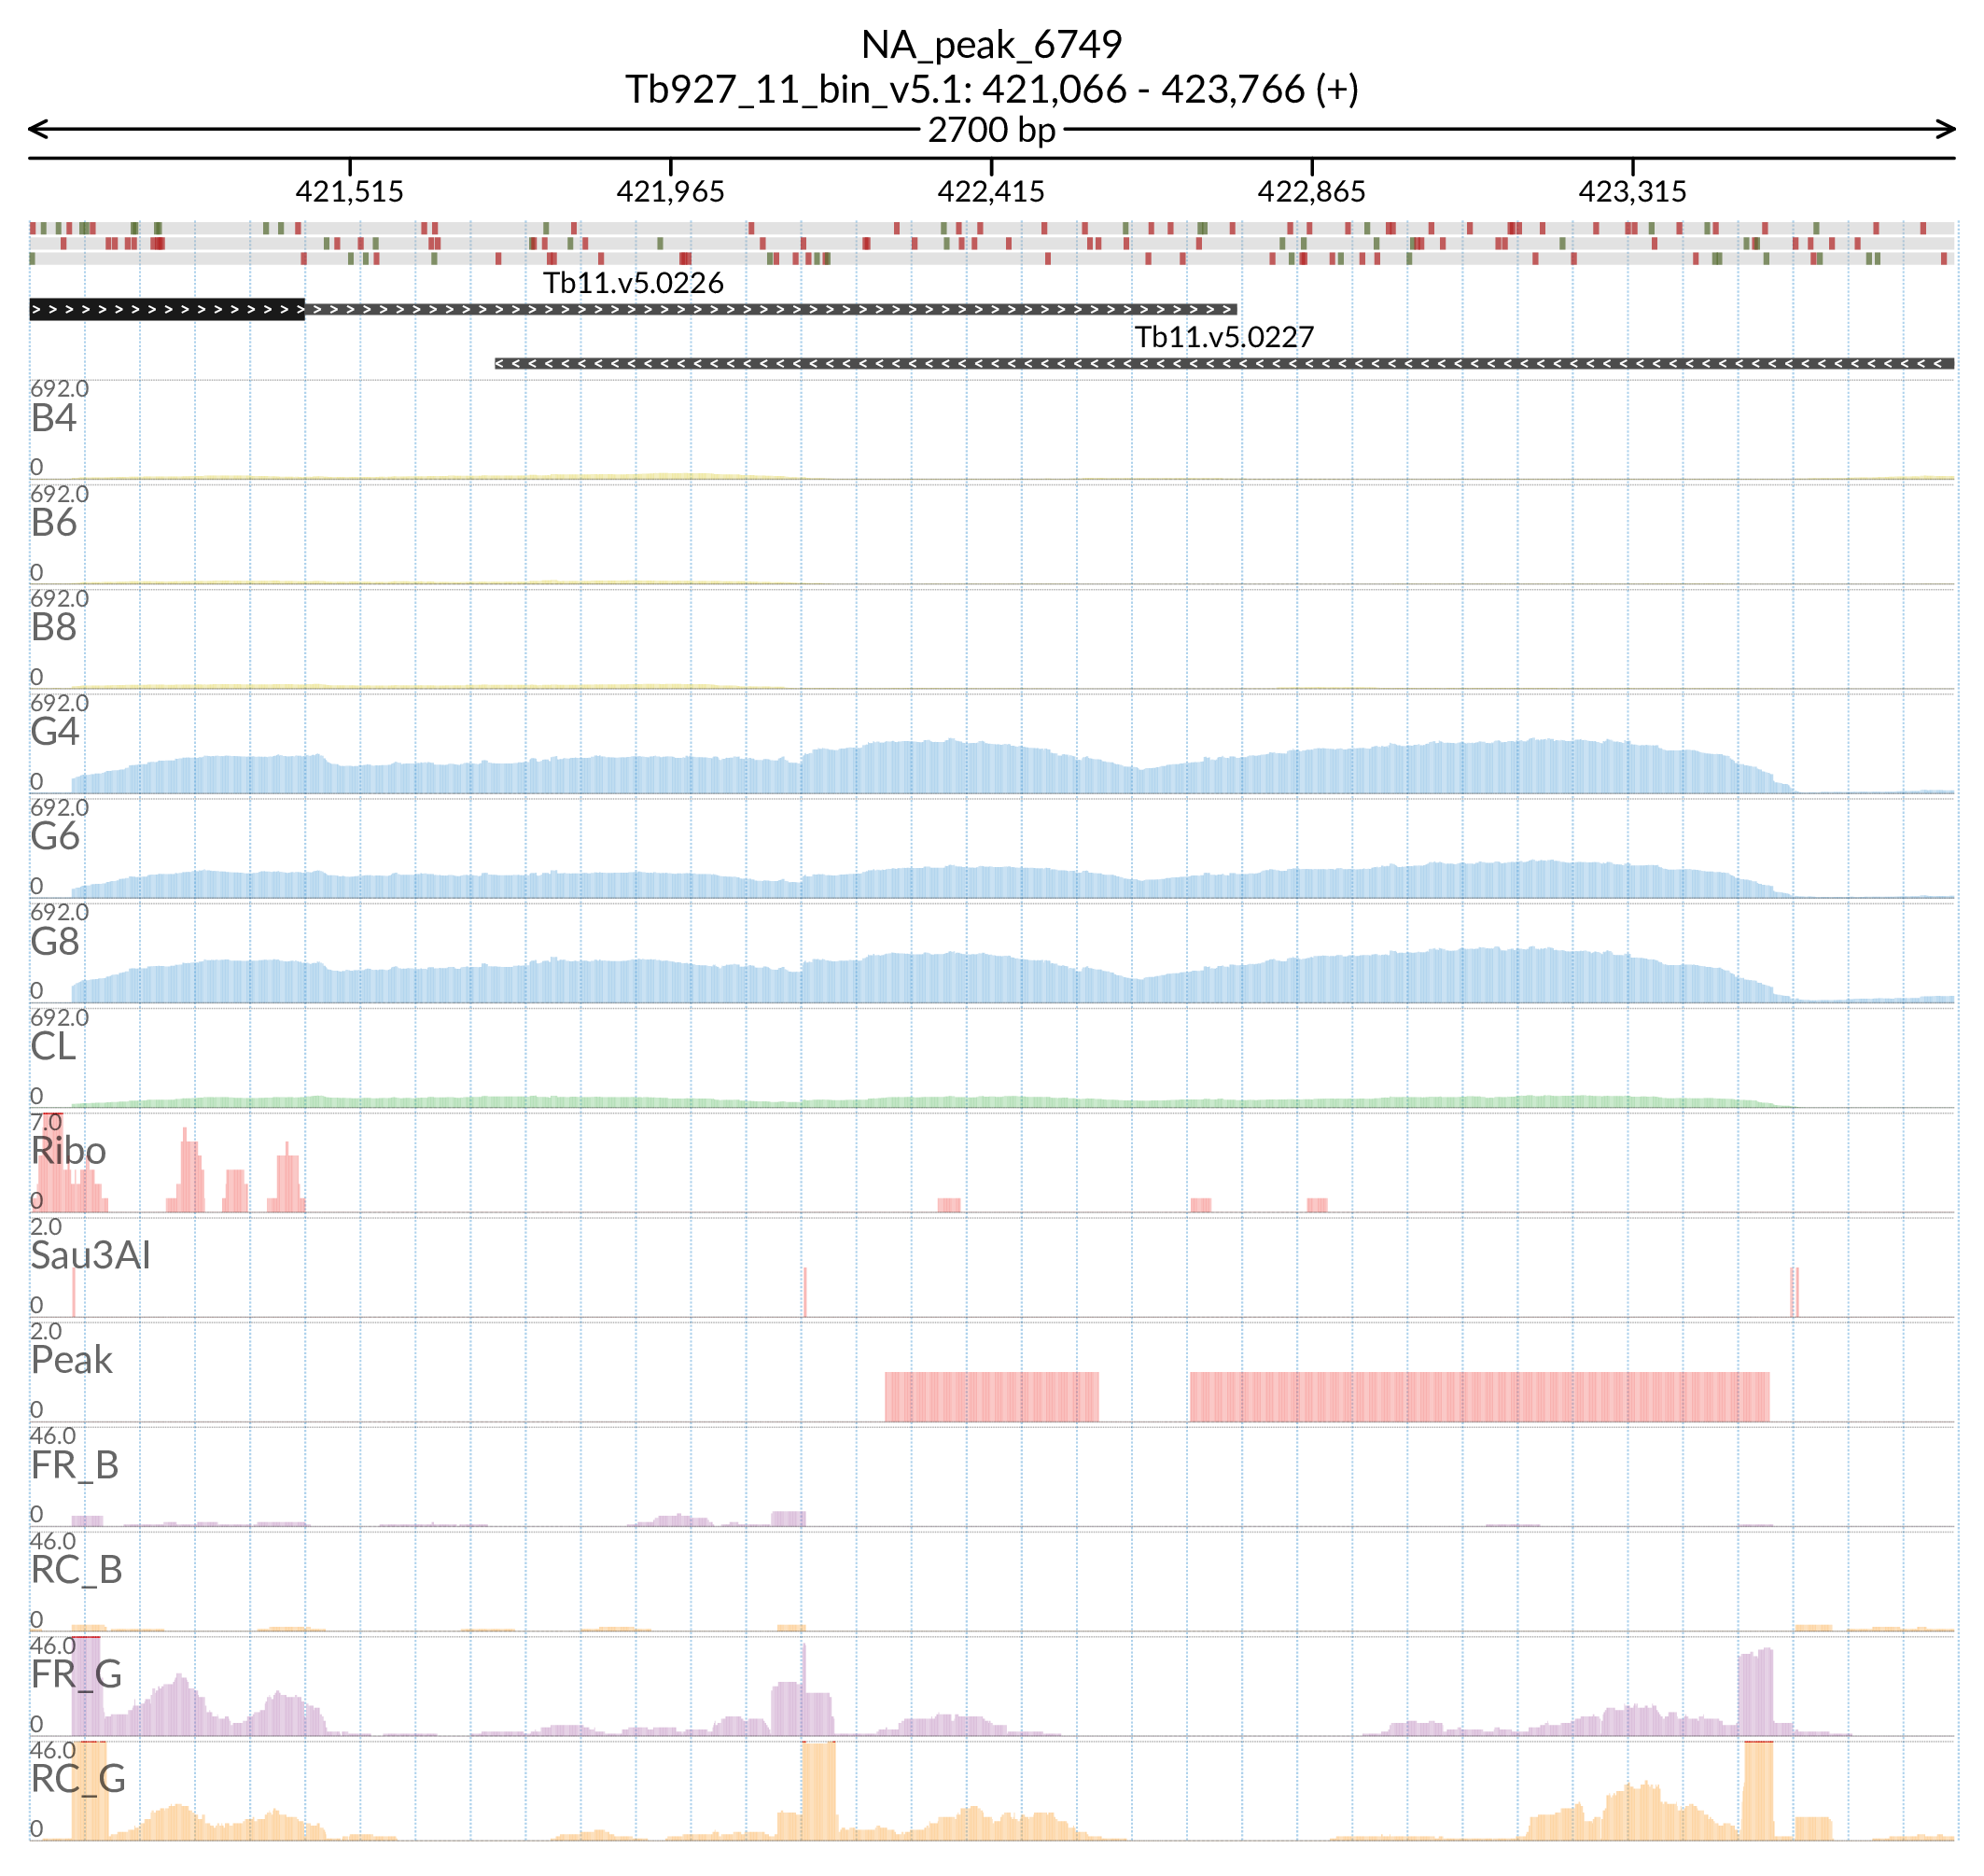 NA_peak_6749
Tb927_11_bin_v5.1: 421,066 - 423,766 (+)
2700 bp
421,515 421,965 422,415 422,865 423,315
Tb11.v5.0226
Tb11.v5.0227
692.0
B4
0
692.0
B6
0
692.0
B8
0
692.0
G4
0
692.0
G6
0
692.0
G8
0
692.0
CL
0
7.0
Ribo
0
2.0
Sau3AI
0
2.0
Peak
0
46.0
FR_B
0
46.0
RC_B
0
46.0
FR_G
0
46.0
RC_G
0